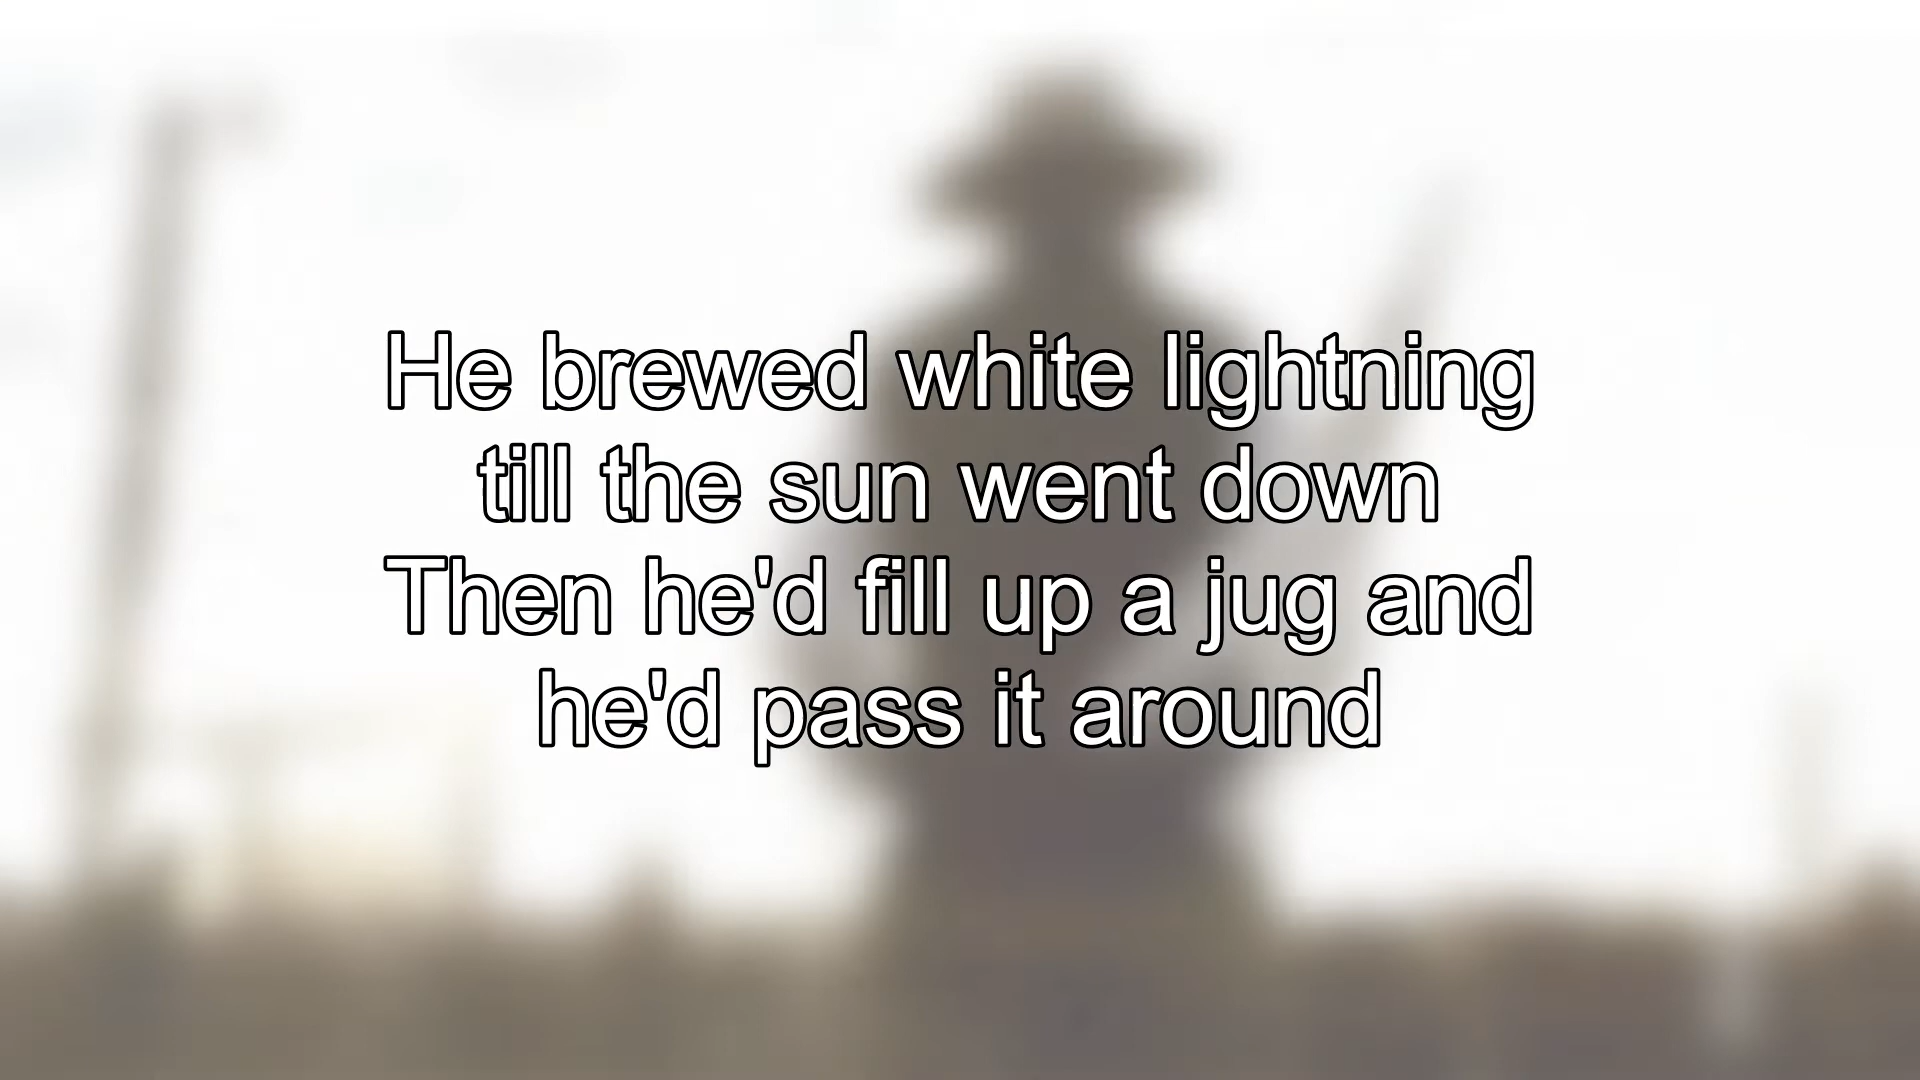 He brewed white lightning
till the sun went down
Then he'd fill up a jug and
he'd pass it around